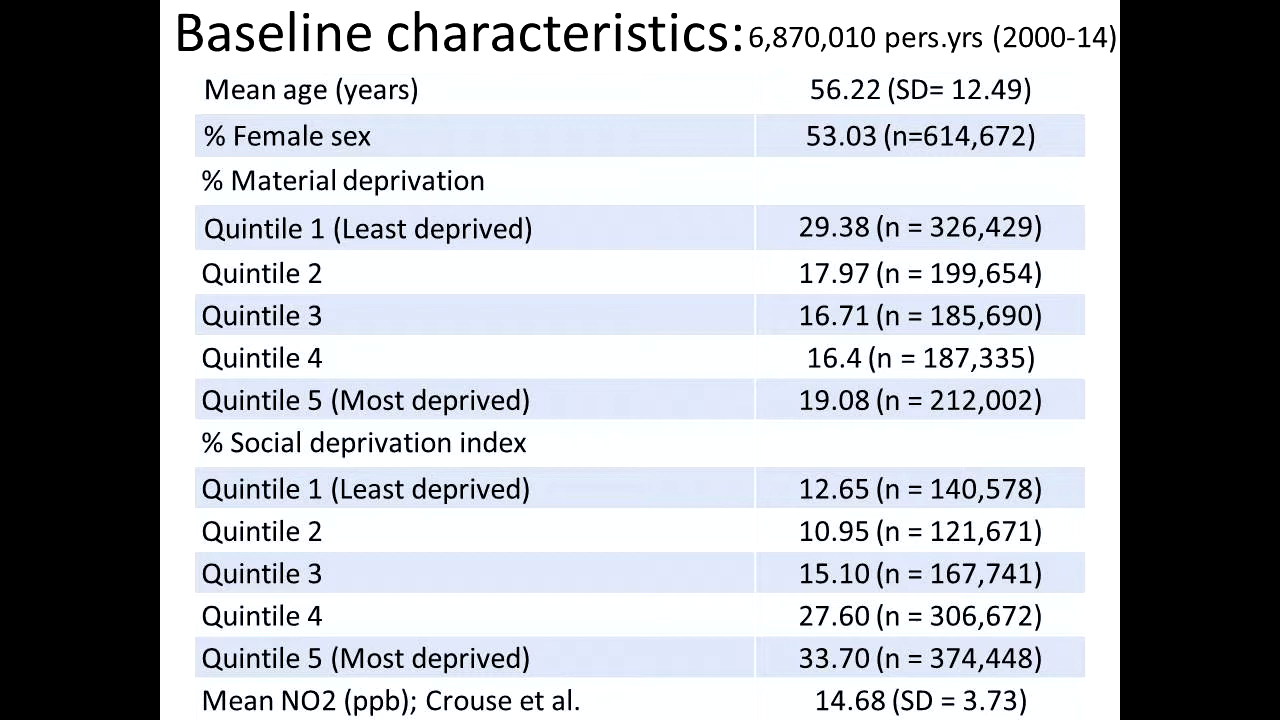 Baseline characteristics: 6,870,010 pers.yrs (2000-14)
Mean age (years) 56.22 (SD= 12.49)
% Female sex 53.03 (n=614,672)
% Material deprivation
Quintile 1 (Least deprived) 29.38 (n = 326,429)
Quintile 2 17.97 (n = 199,654)
Quintile 3 16.71 (n = 185,690)
Quintile 4 16.4 (n = 187,335)
Quintile 5 (Most deprived) 19.08 (n = 212,002)
% Social deprivation index
Quintile 1 (Least deprived) 12.65 (n = 140,578)
Quintile 2 10.95 (n = 121,671)
Quintile 3 15.10 (n = 167,741)
Quintile 4 27.60 (n = 306,672)
Quintile 5 (Most deprived) 33.70 (n = 374,448)
Mean NO2 (ppb); Crouse et al. 14.68 (SD = 3.73)